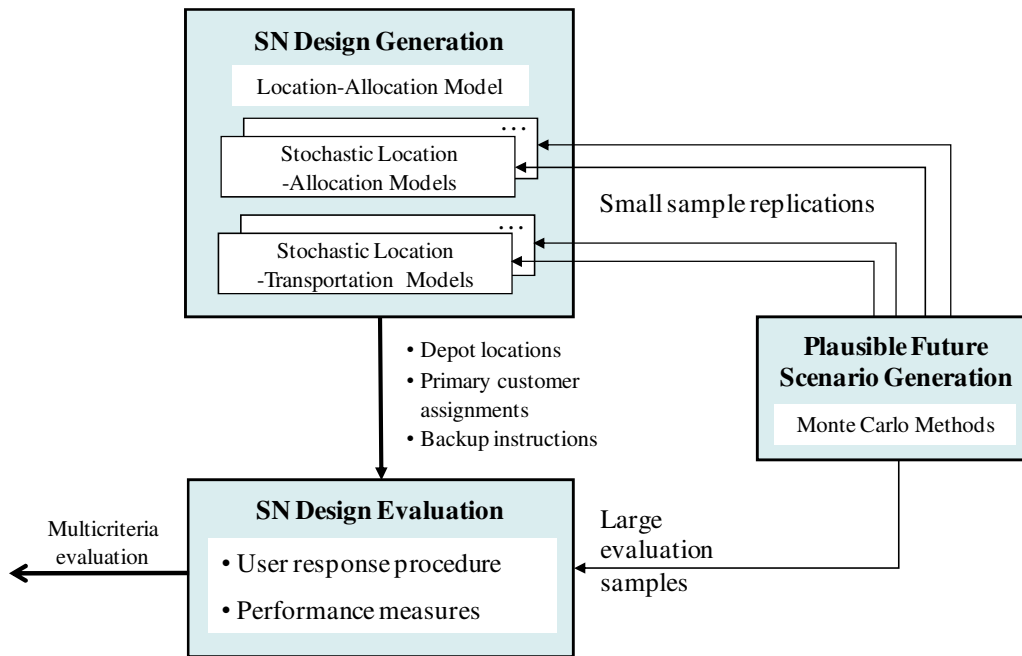 SN Design Generation
Location-Allocation Model
...
Stochastic Location
-Allocation Models
...
Stochastic Location
-Transportation Models
Small sample replications
Plausible Future
Scenario Generation
Monte Carlo Methods
• Depot locations
• Primary customer
assignments
• Backup instructions
SN Design Evaluation
• User response procedure
• Performance measures
Multicriteria
evaluation
Large
evaluation
samples